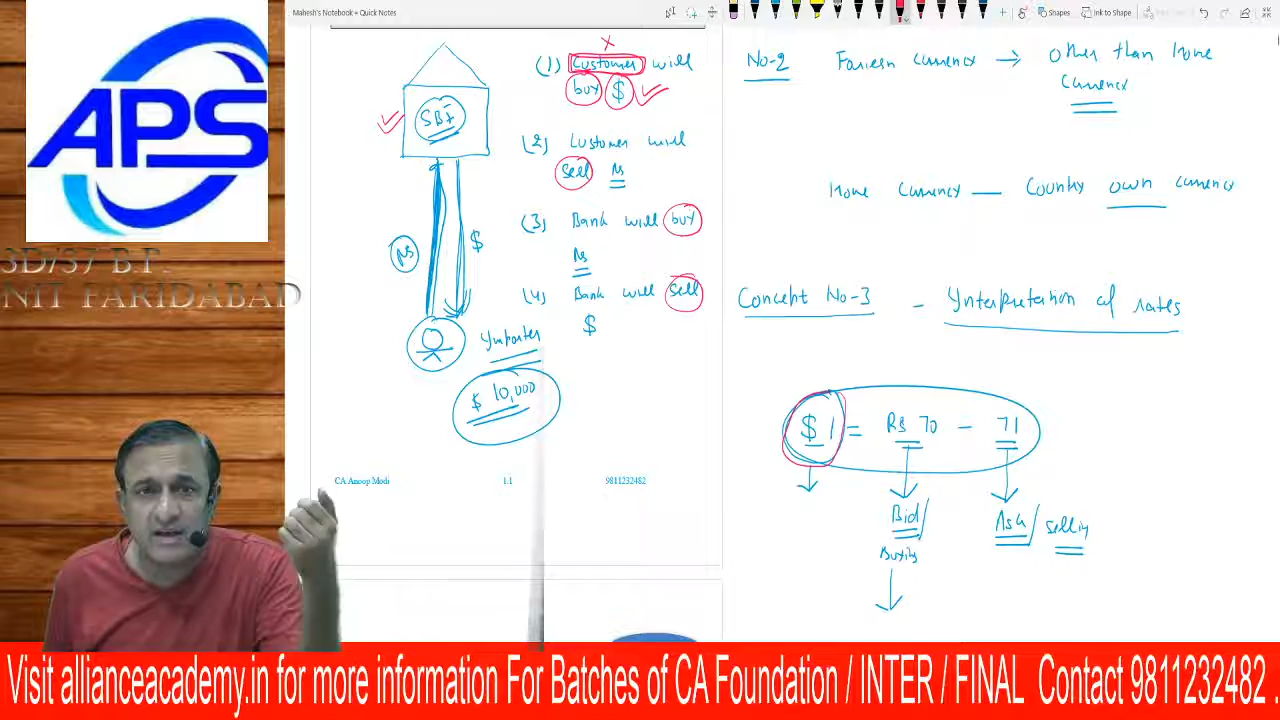 Mahesh's Notebook • Quick Notes
Shapes
Ink to Shape
APS
3D/37 B.P.
NIT FARIDABAD
SBI
Rs
$
Importer
$ 10,000
(1) Customer will
buy $
(2) Customer will
sell Rs
(3) Bank will buy
Rs
(4) Bank will sell
$
CA Anoop Modi
1.1
9811232482
No-2 Foriegn currency → other than Home
currency
Home currency — Country own currency
Concept No-3 - Interpretation of rates
$ 1 = Rs 70 - 71
Bid/
Buying
Ask/ selling
Visit allianceacademy.in for more information For Batches of CA Foundation / INTER / FINAL Contact 9811232482 .